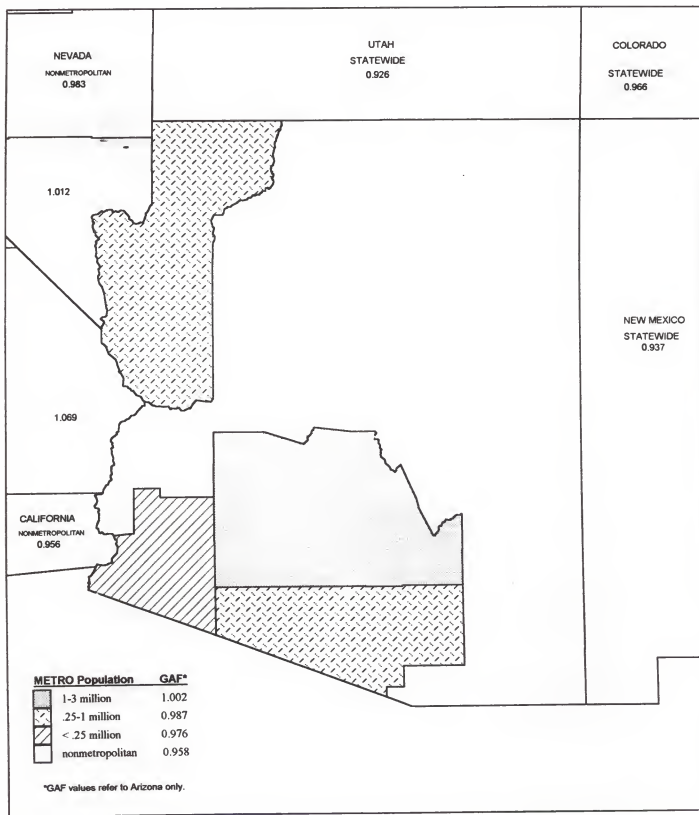 NEVADA
NONMETROPOLITAN
0.983
UTAH
STATEWIDE
0.926
COLORADO
STATEWIDE
0.966
1.012
NEW MEXICO
STATEWIDE
0.937
1.069
CALIFORNIA
NONMETROPOLITAN
0.956
METRO Population GAF*
1-3 million 1.002
.25-1 million 0.987
< .25 million 0.976
nonmetropolitan 0.958
*GAF values refer to Arizona only.